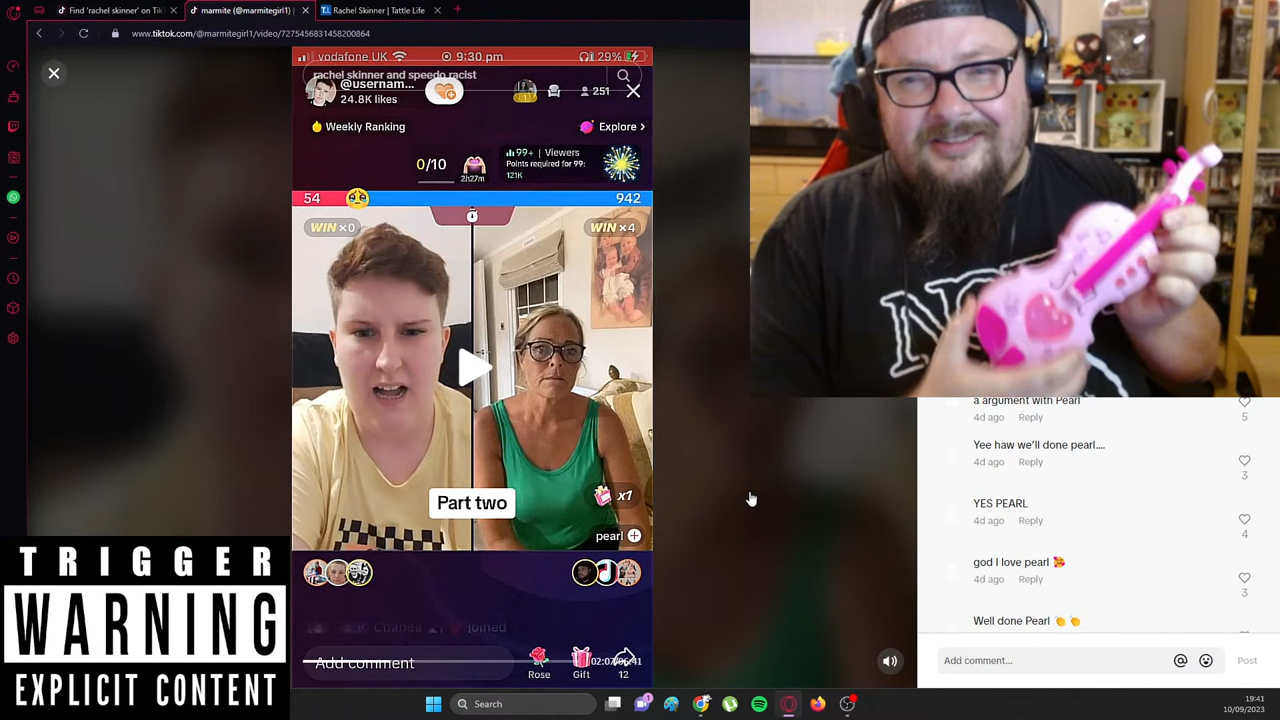 Find 'rachel skinner' on Tik
marmite (@marmitegirl1) |
Rachel Skinner | Tattle Life
www.tiktok.com/@marmitegirl1/video/7275456831458200864
vodafone UK
9:30 pm
29%
rachel skinner and speedo racist
@usernam...
24.8K likes
251
Weekly Ranking
Explore >
0/10
2h27m
99+ | Viewers
Points required for 99:
121K
54
942
WIN ×0
WIN ×4
Part two
x1
pearl
joined
Add comment
Rose
Gift
12
a argument with Pearl
4d ago Reply
5
Yee haw we'll done pearl....
4d ago Reply
3
YES PEARL
4d ago Reply
4
god I love pearl 🥰
4d ago Reply
3
Well done Pearl 👏 👏
Add comment...
Post
TRIGGER
WARNING
EXPLICIT CONTENT
Search
1
19:41
10/09/2023